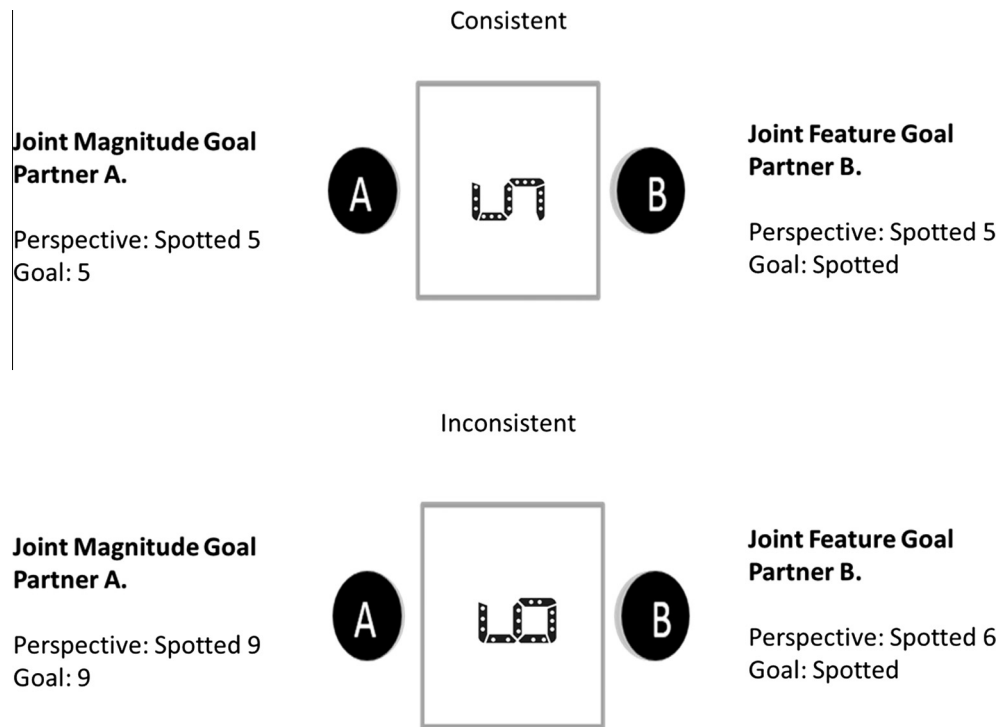 Consistent
Joint Magnitude Goal
Partner A.
Perspective: Spotted 5
Goal: 5
A
5
B
Joint Feature Goal
Partner B.
Perspective: Spotted 5
Goal: Spotted
Inconsistent
Joint Magnitude Goal
Partner A.
Perspective: Spotted 9
Goal: 9
A
6
B
Joint Feature Goal
Partner B.
Perspective: Spotted 6
Goal: Spotted